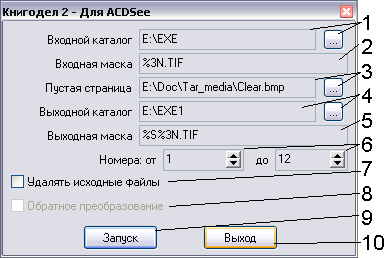 Книгодел 2 - Для ACDSee
1
Входной каталог E:\EXE ...
2
Входная маска %3N.TIF
3
Пустая страница E:\Doc\Tar_media\Clear.bmp ...
4
Выходной каталог E:\EXE1 ...
5
Выходная маска %S%3N.TIF
6
Номера: от 1 до 12
7
Удалять исходные файлы
8
Обратное преобразование
9
Запуск Выход
10